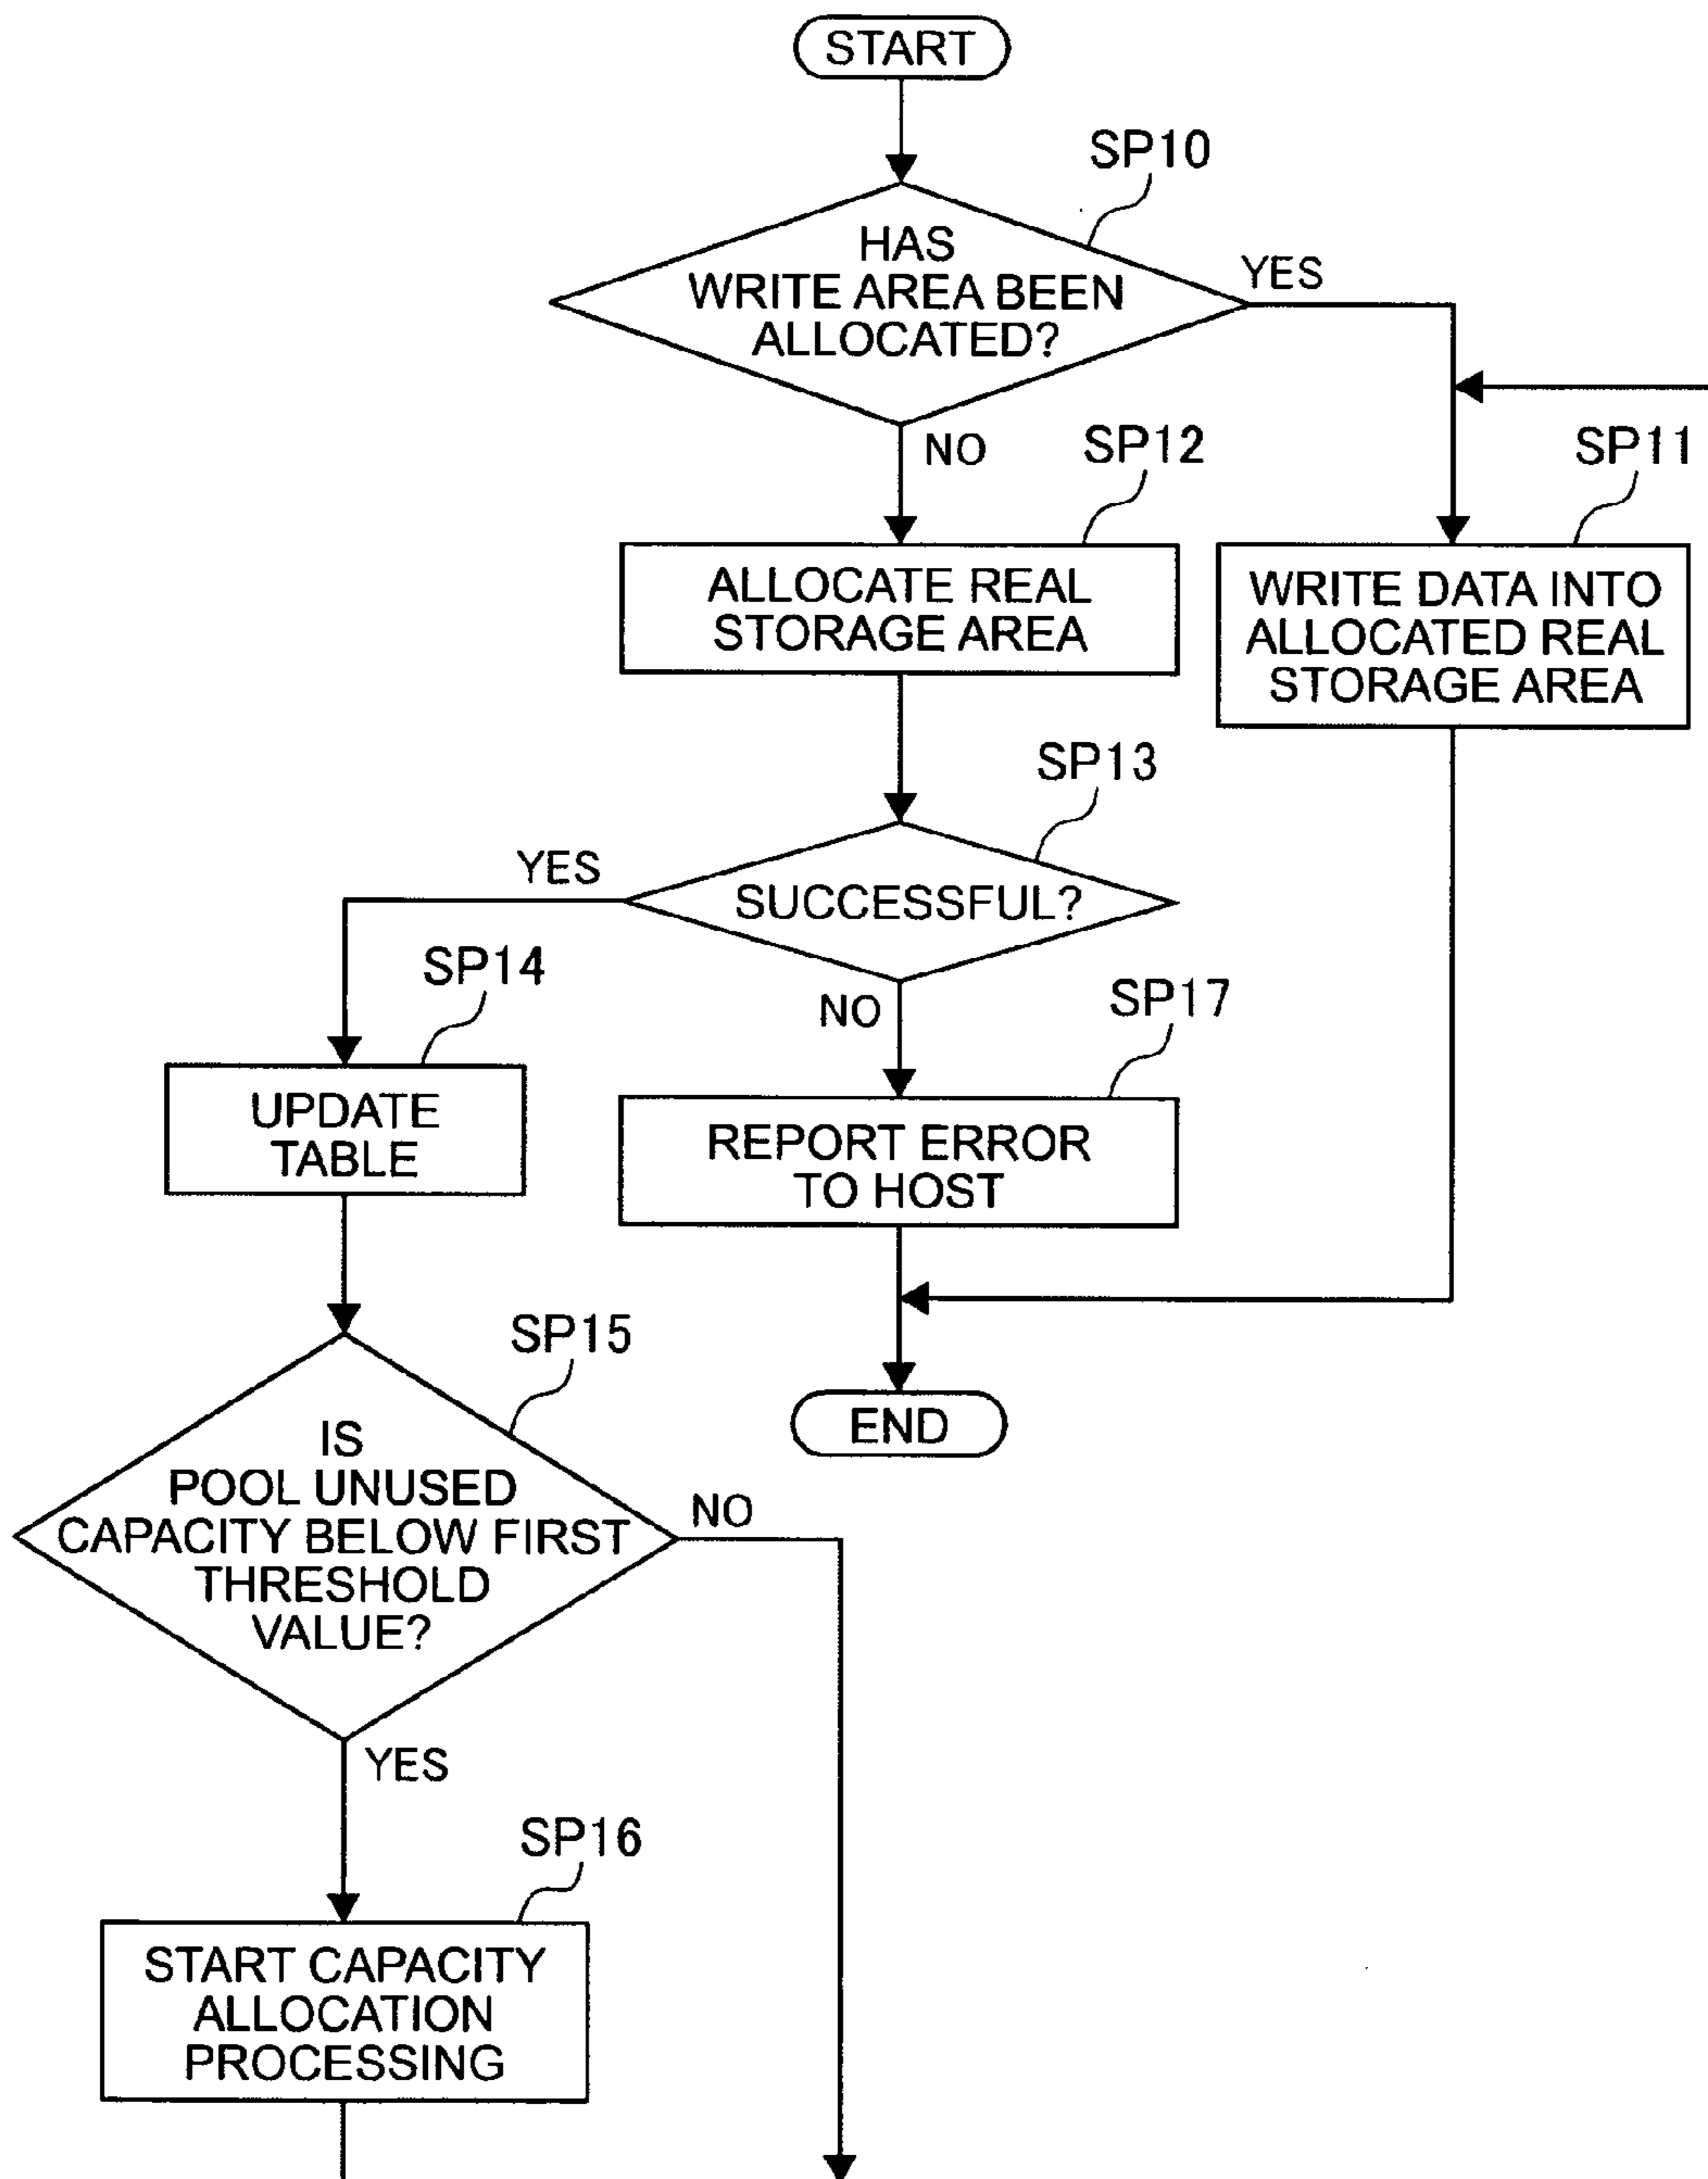 START
SP10
HAS
WRITE AREA BEEN
ALLOCATED?
YES
NO
SP12
SP11
ALLOCATE REAL
STORAGE AREA
WRITE DATA INTO
ALLOCATED REAL
STORAGE AREA
SP13
YES
SUCCESSFUL?
SP14
NO
SP17
UPDATE
TABLE
REPORT ERROR
TO HOST
SP15
END
IS
POOL UNUSED
CAPACITY BELOW FIRST
THRESHOLD
VALUE?
NO
YES
SP16
START CAPACITY
ALLOCATION
PROCESSING